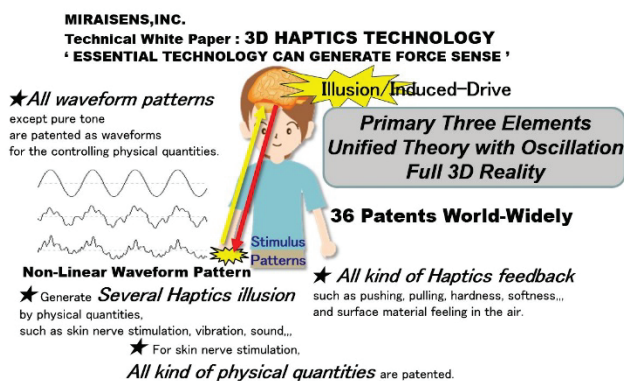 MIRAISENS,INC.
Technical White Paper : 3D HAPTICS TECHNOLOGY
‘ ESSENTIAL TECHNOLOGY CAN GENERATE FORCE SENSE ’
Illusion/Induced-Drive
★All waveform patterns
except pure tone
are patented as waveforms
for the controlling physical quantities.
Primary Three Elements
Unified Theory with Oscillation
Full 3D Reality
36 Patents World-Widely
Stimulus
Patterns
Non-Linear Waveform Pattern
★Generate Several Haptics illusion
by physical quantities,
such as skin nerve stimulation, vibration, sound,,,
★ All kind of Haptics feedback
such as pushing, pulling, hardness, softness,,,
and surface material feeling in the air.
★ For skin nerve stimulation,
All kind of physical quantities are patented.